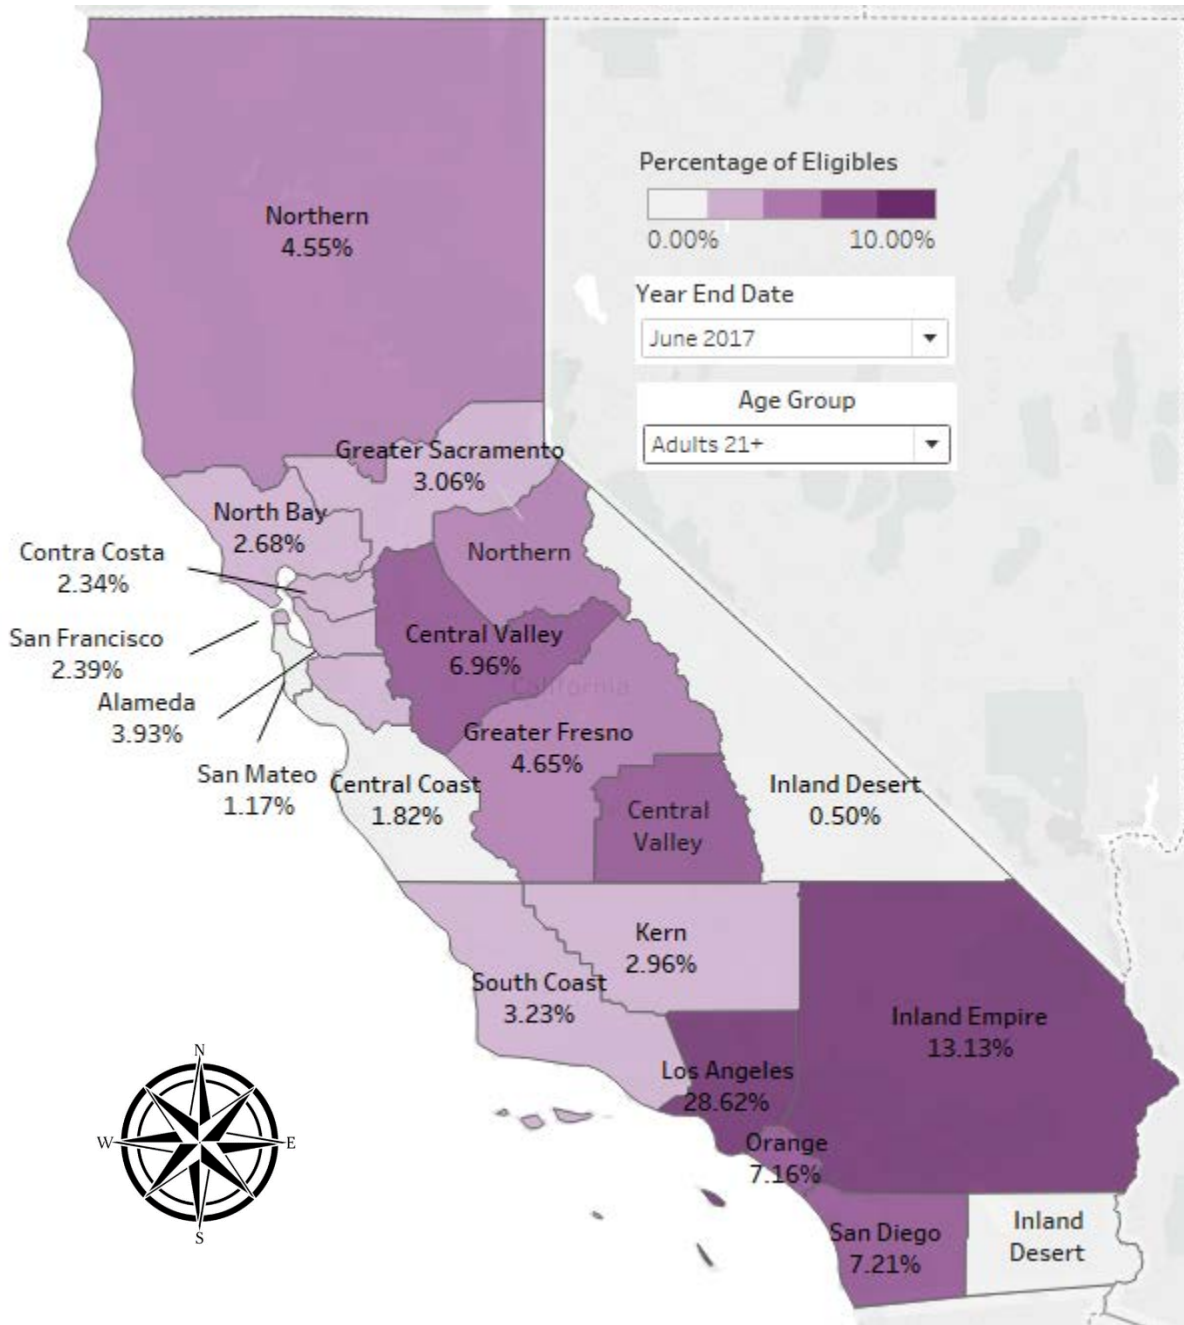 Percentage of Eligibles
0.00% 10.00%
Year End Date
June 2017
Age Group
Adults 21+
Northern
4.55%
Greater Sacramento
3.06%
North Bay
2.68%
Contra Costa
2.34%
Northern
San Francisco
2.39%
Central Valley
6.96%
California
Alameda
3.93%
Greater Fresno
4.65%
San Mateo
1.17%
Central Coast
1.82%
Inland Desert
0.50%
Central
Valley
Kern
2.96%
South Coast
3.23%
Inland Empire
13.13%
Los Angeles
28.62%
Orange
7.16%
San Diego
7.21%
Inland
Desert
N
W E
S